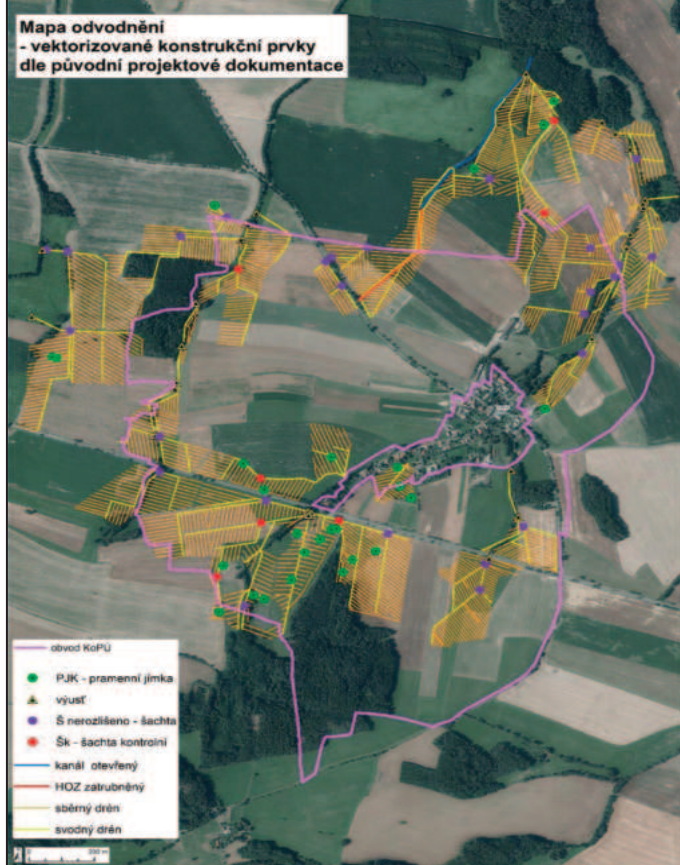 Mapa odvodnění
- vektorizované konstrukční prvky
dle původní projektové dokumentace
obvod KoPÚ
PJK - pramenní jímka
výusť
Š nerozlišeno - šachta
Šk - šachta kontrolní
kanál otevřený
HOZ zatrubněný
sběrný drén
svodný drén
0